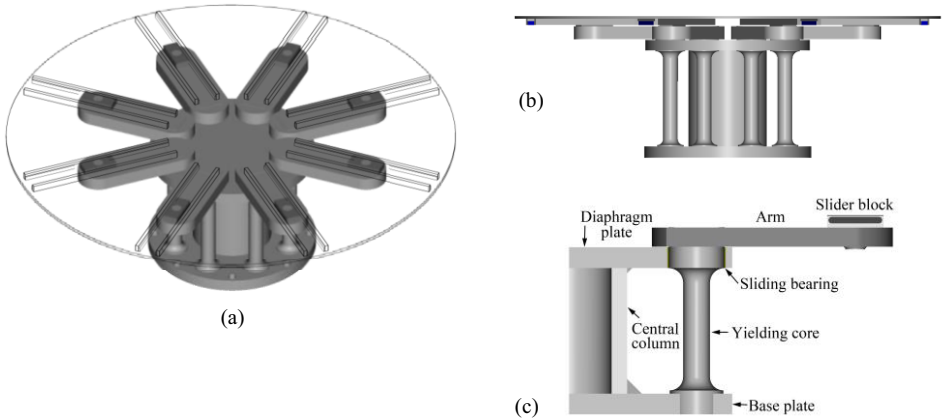 (a)
(b)
Slider block
Arm
Diaphragm
plate
Sliding bearing
Central
column
Yielding core
Base plate
(c)